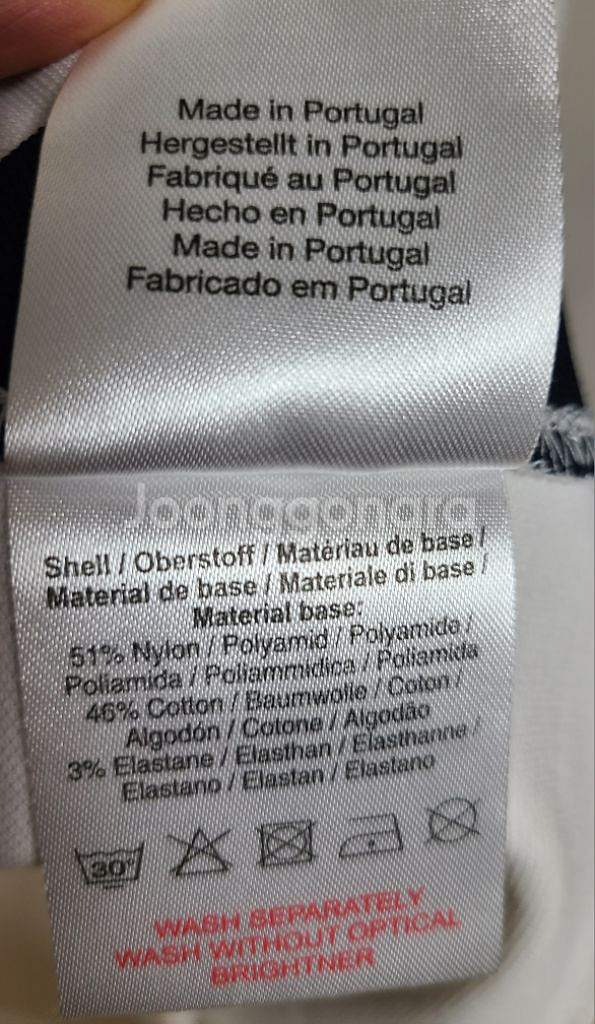 Made in Portugal
Hergestellt in Portugal
Fabriqué au Portugal
Hecho en Portugal
Made in Portugal
Fabricado em Portugal
Joonggonara
Shell / Oberstoff / Matériau de base /
Material de base / Materiale di base /
Material base:
51% Nylon / Polyamid / Polyamide /
Poliamida / Poliammidica / Poliamida
46% Cotton / Baumwolle / Coton /
Algodón / Cotone / Algodão
3% Elastane / Elasthan / Elasthanne /
Elastano / Elastan / Elastano
30°
WASH SEPARATELY
WASH WITHOUT OPTICAL
BRIGHTNER